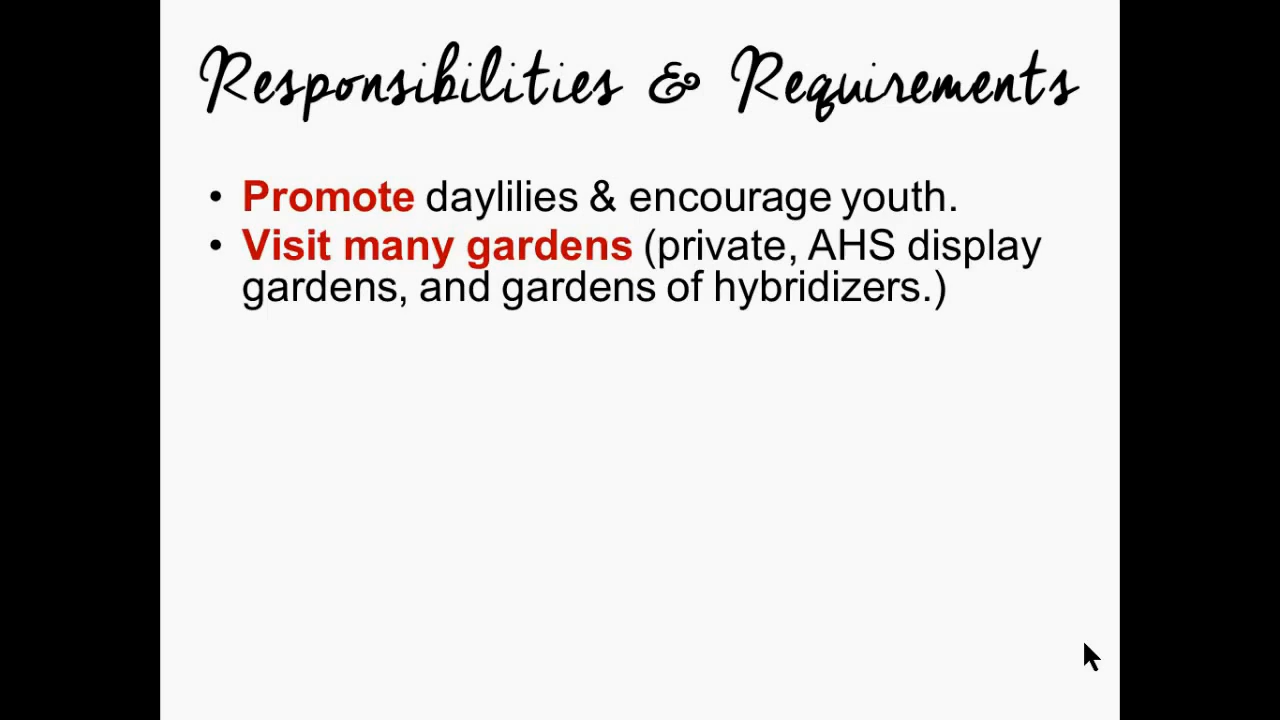 Responsibilities & Requirements
• Promote daylilies & encourage youth.
• Visit many gardens (private, AHS display
gardens, and gardens of hybridizers.)